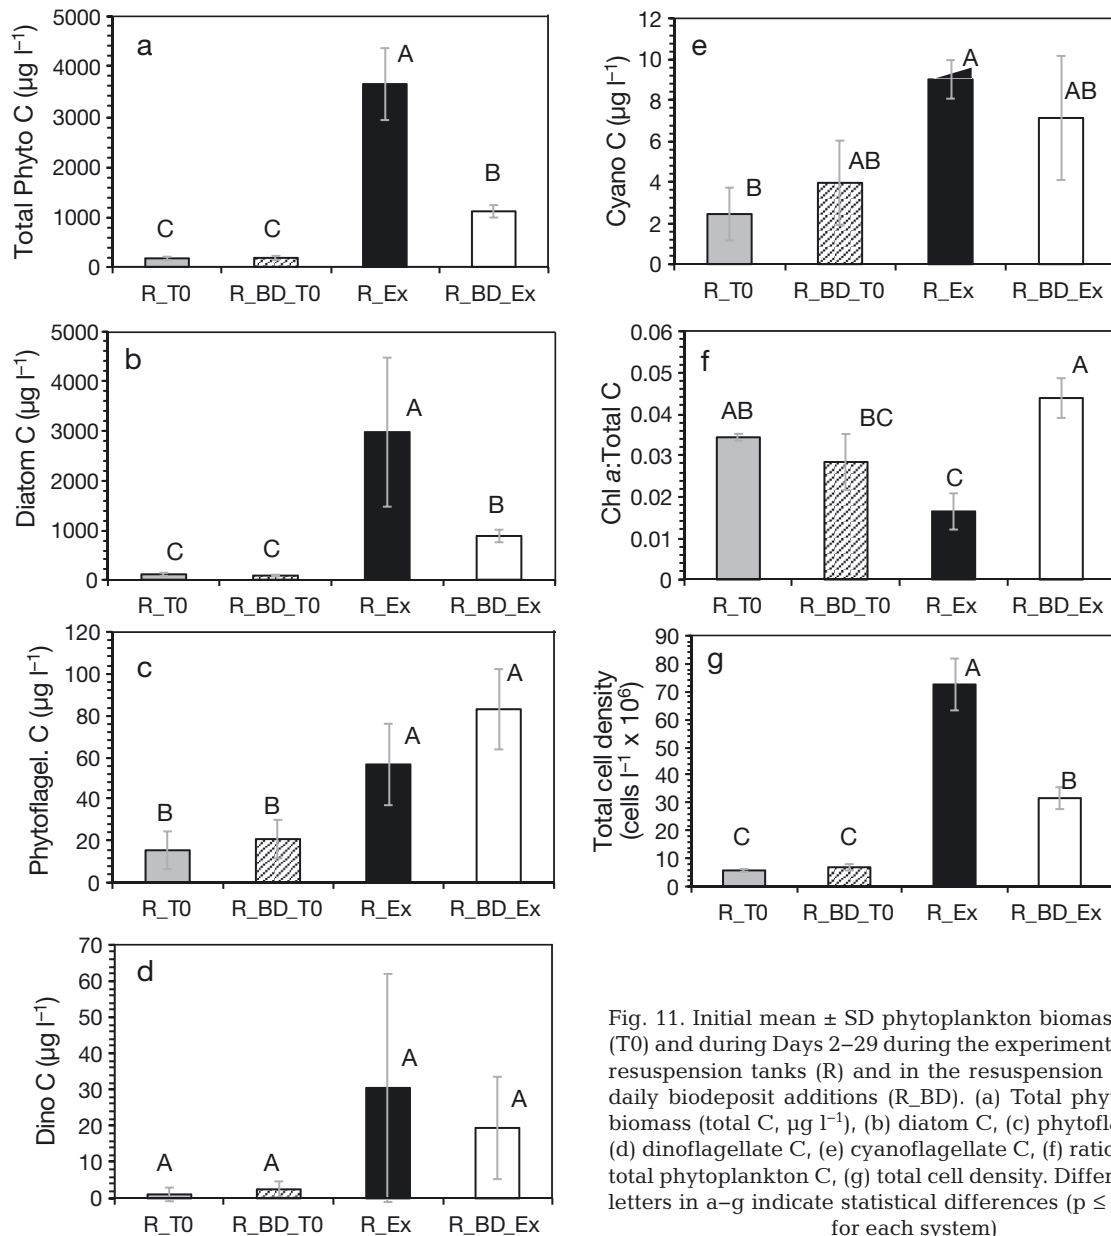 a
Total Phyto C (µg l⁻¹)
5000
4000
3000
2000
1000
0
A
B
C
C
R_T0 R_BD_T0 R_Ex R_BD_Ex
b
Diatom C (µg l⁻¹)
5000
4000
3000
2000
1000
0
A
B
C
C
R_T0 R_BD_T0 R_Ex R_BD_Ex
c
Phytoflagel. C (µg l⁻¹)
120
100
80
60
40
20
0
A
A
B
B
R_T0 R_BD_T0 R_Ex R_BD_Ex
d
Dino C (µg l⁻¹)
70
60
50
40
30
20
10
0
A
A
A
A
R_T0 R_BD_T0 R_Ex R_BD_Ex
e
Cyano C (µg l⁻¹)
12
10
8
6
4
2
0
A
AB
AB
B
R_T0 R_BD_T0 R_Ex R_BD_Ex
f
Chl a:Total C
0.06
0.05
0.04
0.03
0.02
0.01
0
A
AB
BC
C
R_T0 R_BD_T0 R_Ex R_BD_Ex
g
Total cell density
(cells l⁻¹ x 10⁶)
90
80
70
60
50
40
30
20
10
0
A
B
C
C
R_T0 R_BD_T0 R_Ex R_BD_Ex
Fig. 11. Initial mean ± SD phytoplankton biomas
(T0) and during Days 2–29 during the experiment
resuspension tanks (R) and in the resuspension
daily biodeposit additions (R_BD). (a) Total phyt
biomass (total C, µg l⁻¹), (b) diatom C, (c) phytofla
(d) dinoflagellate C, (e) cyanoflagellate C, (f) ratio
total phytoplankton C, (g) total cell density. Differ
letters in a–g indicate statistical differences (p ≤
for each system)